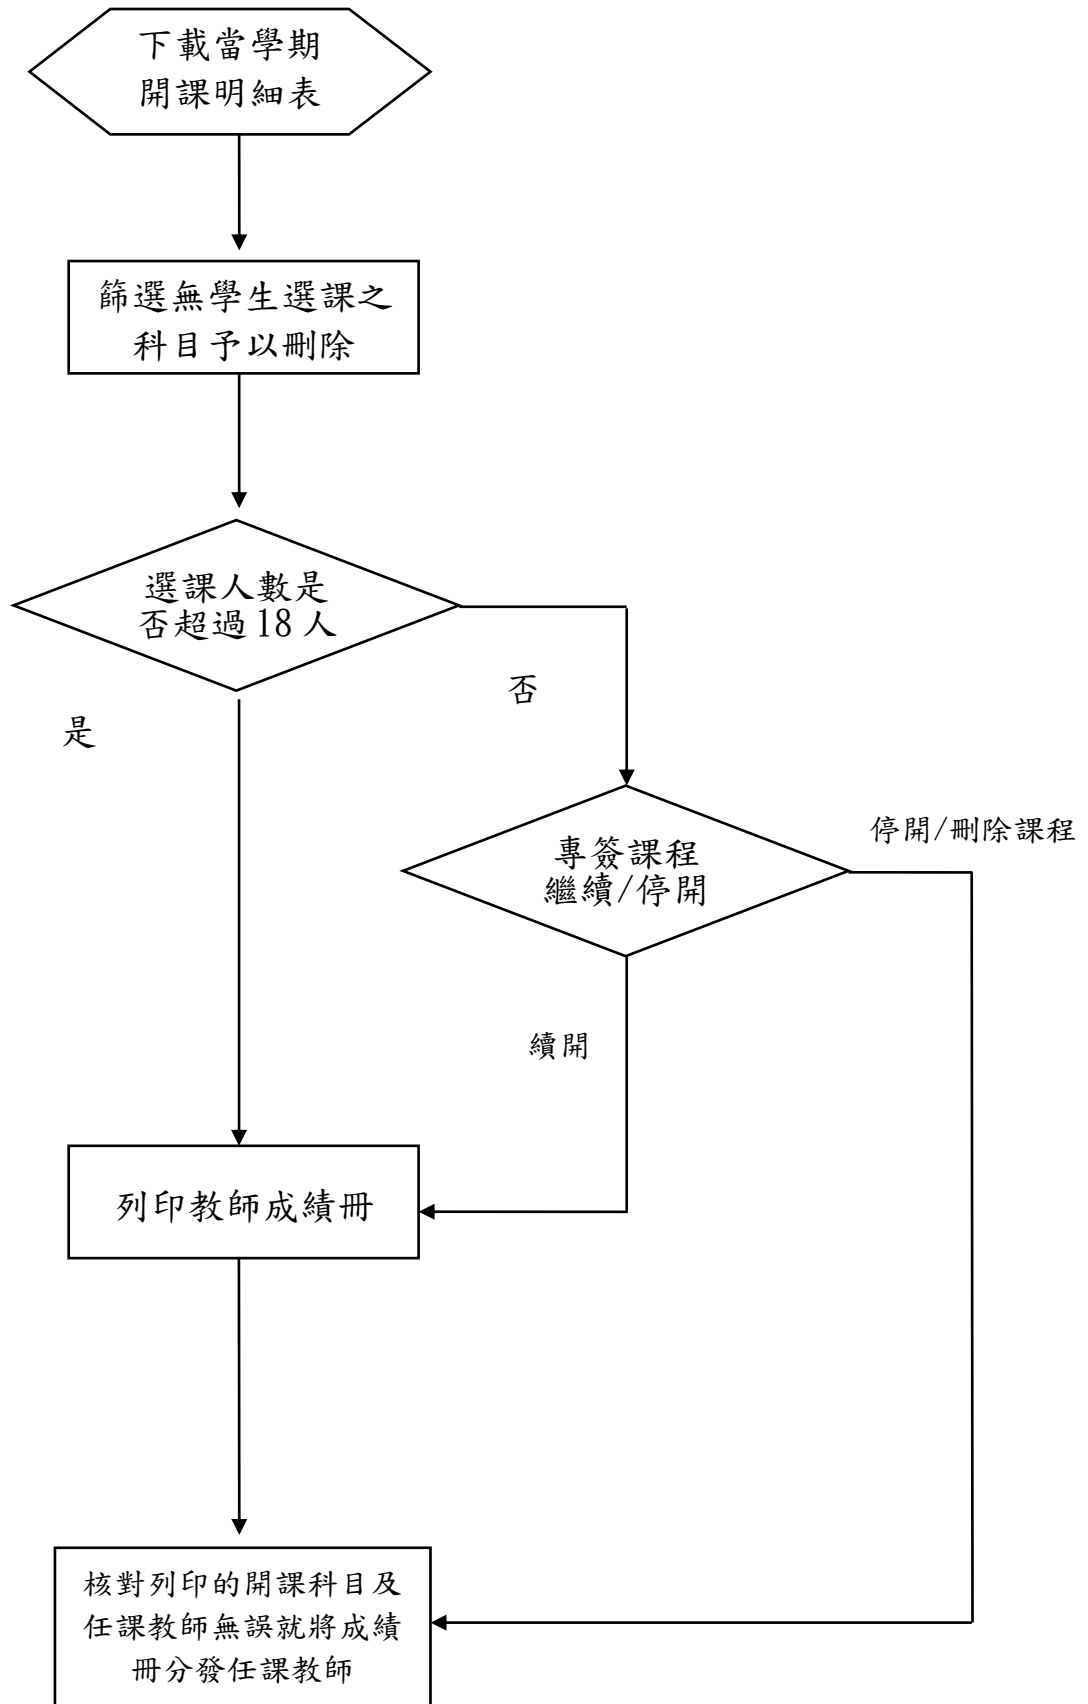 下載當學期
開課明細表
篩選無學生選課之
科目予以刪除
選課人數是
否超過18人
否
是
專簽課程
繼續/停開
停開/刪除課程
續開
列印教師成績冊
核對列印的開課科目及
任課教師無誤就將成績
冊分發任課教師